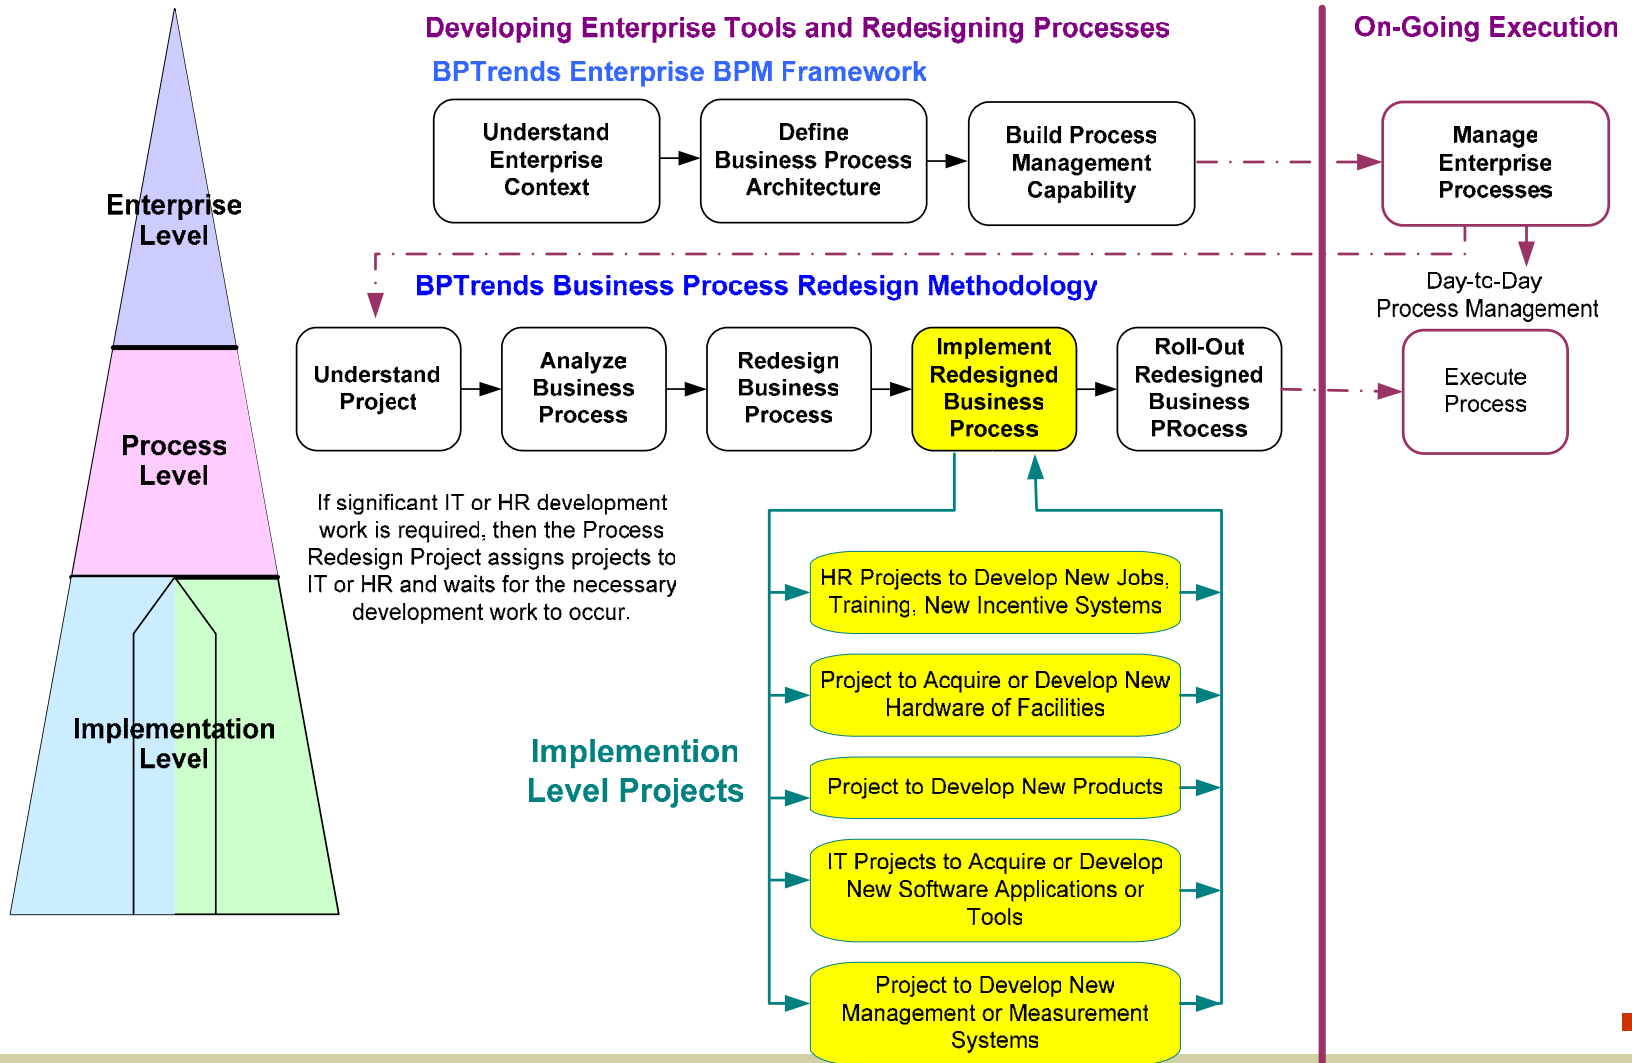 Developing Enterprise Tools and Redesigning Processes
On-Going Execution
BPTrends Enterprise BPM Framework
Understand
Enterprise
Context
Define
Business Process
Architecture
Build Process
Management
Capability
Manage
Enterprise
Processes
Enterprise
Level
BPTrends Business Process Redesign Methodology
Day-to-Day
Process Management
Understand
Project
Analyze
Business
Process
Redesign
Business
Process
Implement
Redesigned
Business
Process
Roll-Out
Redesigned
Business
PRocess
Execute
Process
Process
Level
If significant IT or HR development
work is required, then the Process
Redesign Project assigns projects to
IT or HR and waits for the necessary
development work to occur.
HR Projects to Develop New Jobs,
Training, New Incentive Systems
Project to Acquire or Develop New
Hardware of Facilities
Implementation
Level
Implemention
Level Projects
Project to Develop New Products
IT Projects to Acquire or Develop
New Software Applications or
Tools
Project to Develop New
Management or Measurement
Systems